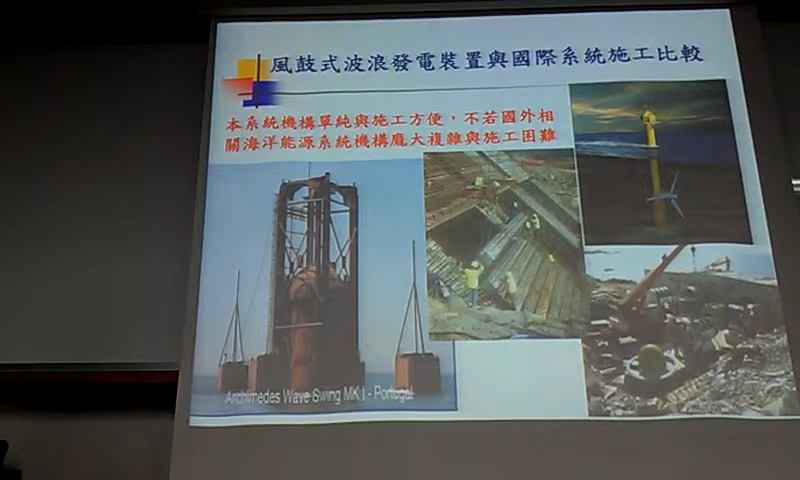 風鼓式波浪發電裝置與國際系統施工比較
本系統機構單純與施工方便，不若國外相
關海洋能源系統機構龐大複雜與施工困難
Archimedes Wave Swing MK I - Portugal